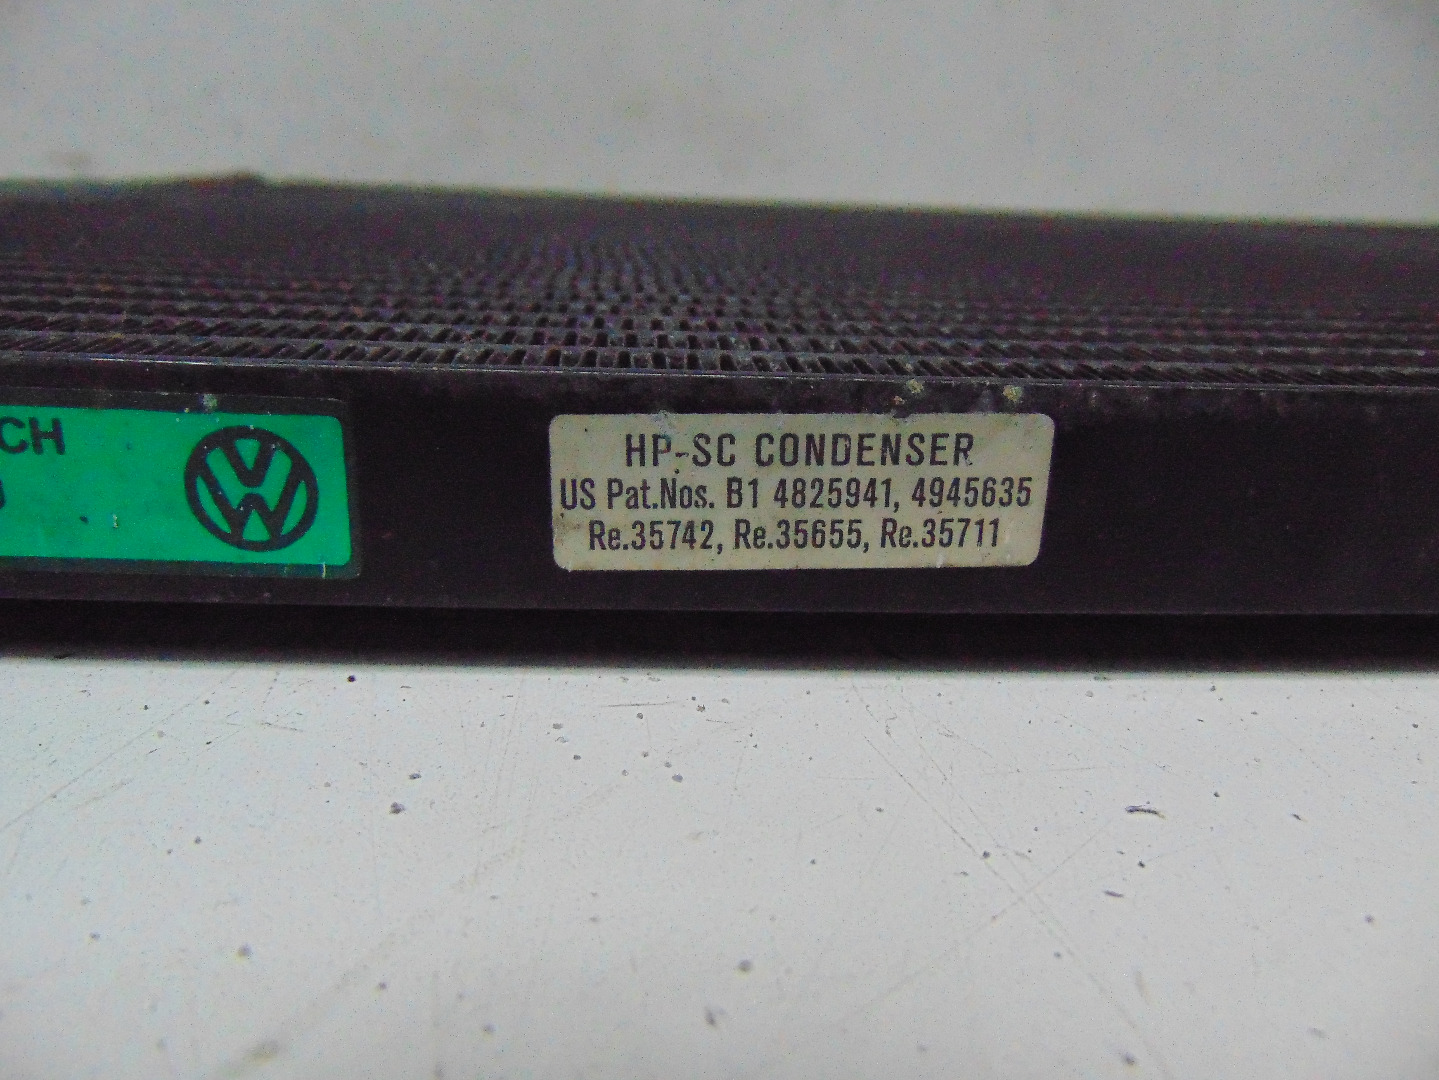 CH
HP-SC CONDENSER
US Pat.Nos. B1 4825941, 4945635
Re.35742, Re.35655, Re.35711